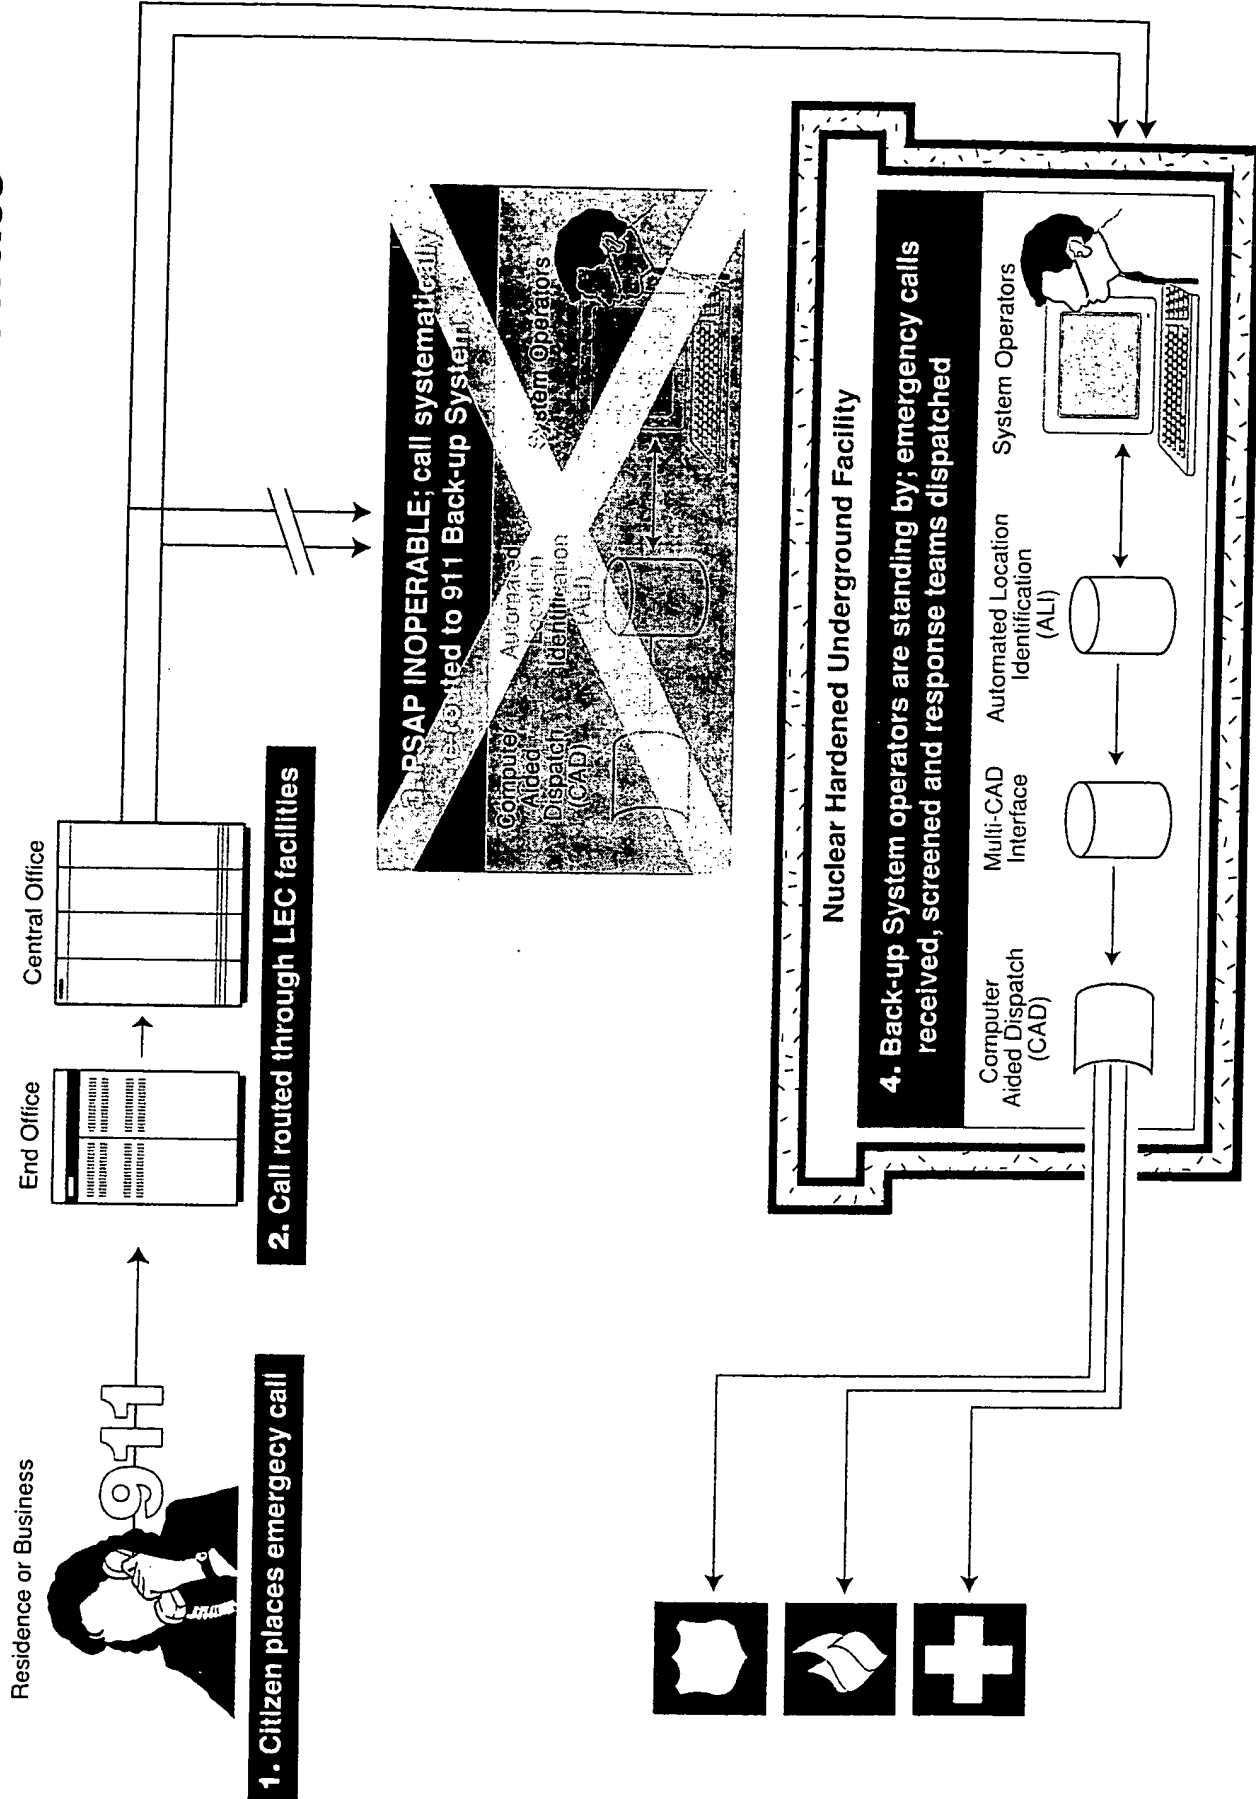 Residence or Business
911
1. Citizen places emergecy call
End Office
Central Office
2. Call routed through LEC facilities
PSAP INOPERABLE; call systematically
re-routed to 911 Back-up System
Computer
Aided
Dispatch
(CAD)
Automated
Location
Identification
(ALI)
System Operators
Nuclear Hardened Underground Facility
4. Back-up System operators are standing by; emergency calls
received, screened and response teams dispatched
Computer
Aided Dispatch
(CAD)
Multi-CAD
Interface
Automated Location
Identification
(ALI)
System Operators